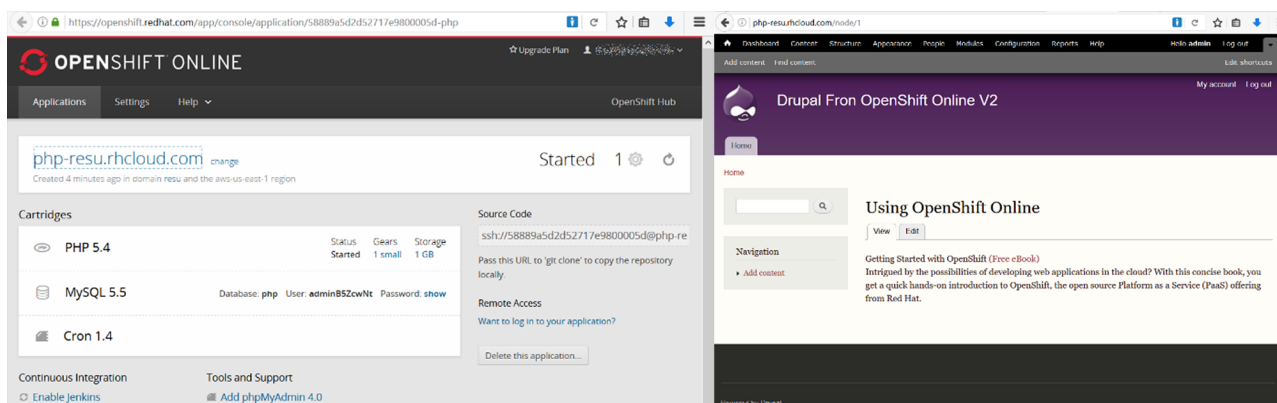 https://openshift.redhat.com/app/console/application/58889a5d2d52717e9800005d-php
OPENSHIFT ONLINE
Upgrade Plan
Applications Settings Help OpenShift Hub
php-resu.rhcloud.com change
Started 1
Created 4 minutes ago in domain resu and the aws-us-east-1 region
Cartridges
PHP 5.4
Status Gears Storage
Started 1 small 1 GB
MySQL 5.5
Database: php User: adminB5ZcwNt Password: show
Cron 1.4
Source Code
ssh://58889a5d2d52717e9800005d@php-re
Pass this URL to 'git clone' to copy the repository
locally.
Remote Access
Want to log in to your application?
Delete this application...
Continuous Integration
Enable Jenkins
Tools and Support
Add phpMyAdmin 4.0
php-resu.rhcloud.com/node/1
Dashboard Content Structure Appearance People Modules Configuration Reports Help Hello admin Log out
Add content Find content Edit shortcuts
My account Log out
Drupal Fron OpenShift Online V2
Home
Home
Navigation
Add content
Using OpenShift Online
View Edit
Getting Started with OpenShift (Free eBook)
Intrigued by the possibilities of developing web applications in the cloud? With this concise book, you
get a quick hands-on introduction to OpenShift, the open source Platform as a Service (PaaS) offering
from Red Hat.